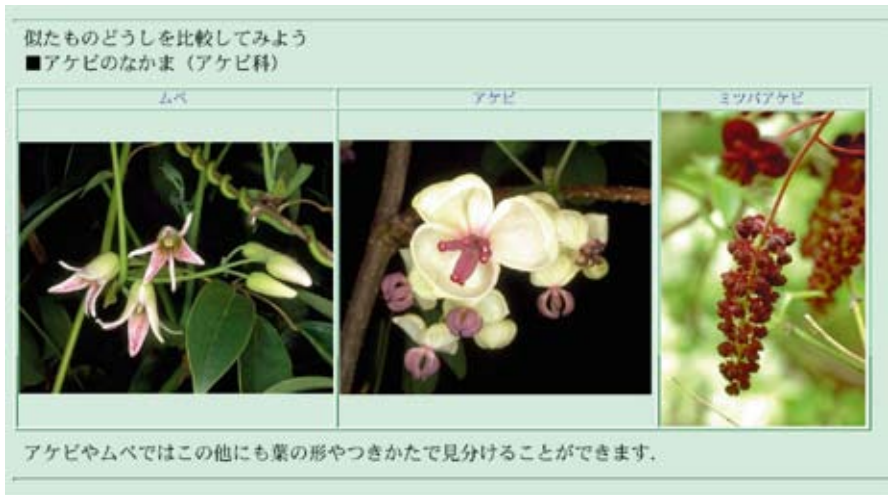 似たものどうしを比較してみよう
■アケビのなかま（アケビ科）
ムベ
アケビ
ミツバアケビ
アケビやムベではこの他にも葉の形やつきかたで見分けることができます.